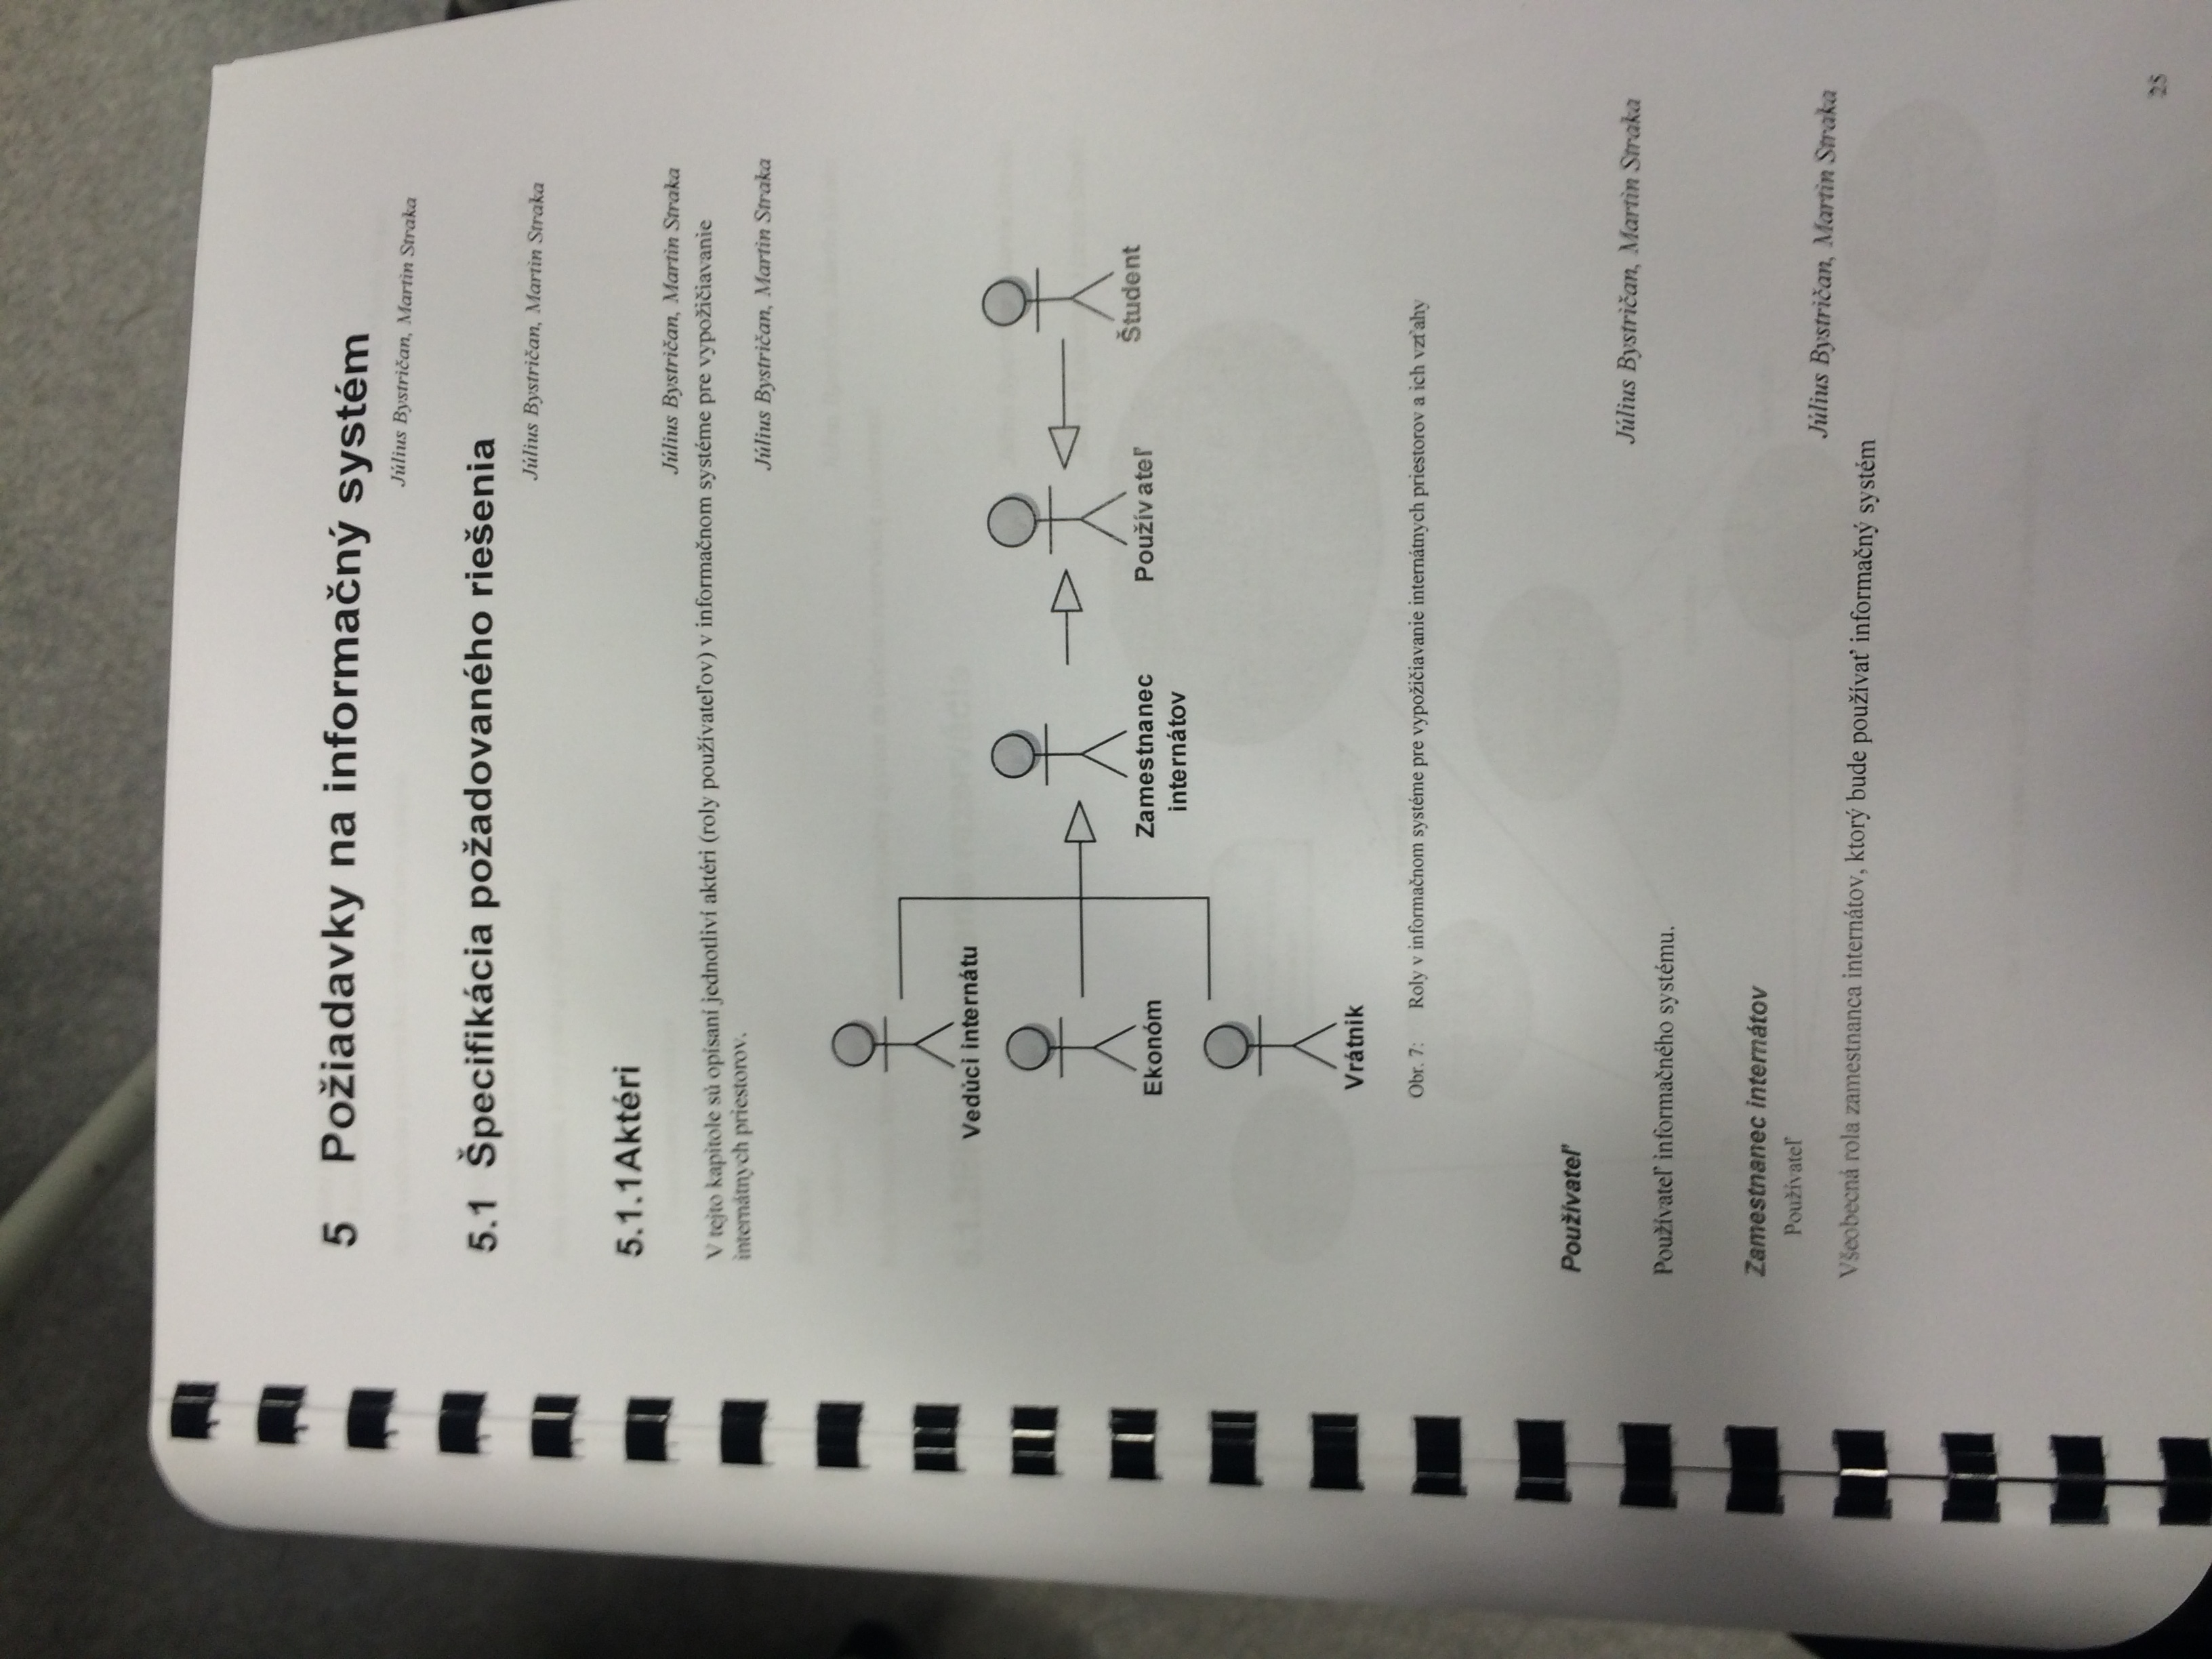 5 Požiadavky na informačný systém
Július Bystričan, Martin Straka
5.1 Špecifikácia požadovaného riešenia
Július Bystričan, Martin Straka
5.1.1Aktéri
Július Bystričan, Martin Straka
V tejto kapitole sú opísaní jednotliví aktéri (roly používateľov) v informačnom systéme pre vypožičiavanie
internátnych priestorov.
Július Bystričan, Martin Straka
Vedúci internátu
Ekonóm
Zamestnanec
internátov
Používateľ
Študent
Vrátnik
Obr. 7: Roly v informačnom systéme pre vypožičiavanie internátnych priestorov a ich vzťahy
Používateľ
Július Bystričan, Martin Straka
Používateľ informačného systému.
Zamestnanec internátov
Používateľ
Július Bystričan, Martin Straka
Všeobecná rola zamestnanca internátov, ktorý bude používať informačný systém
25